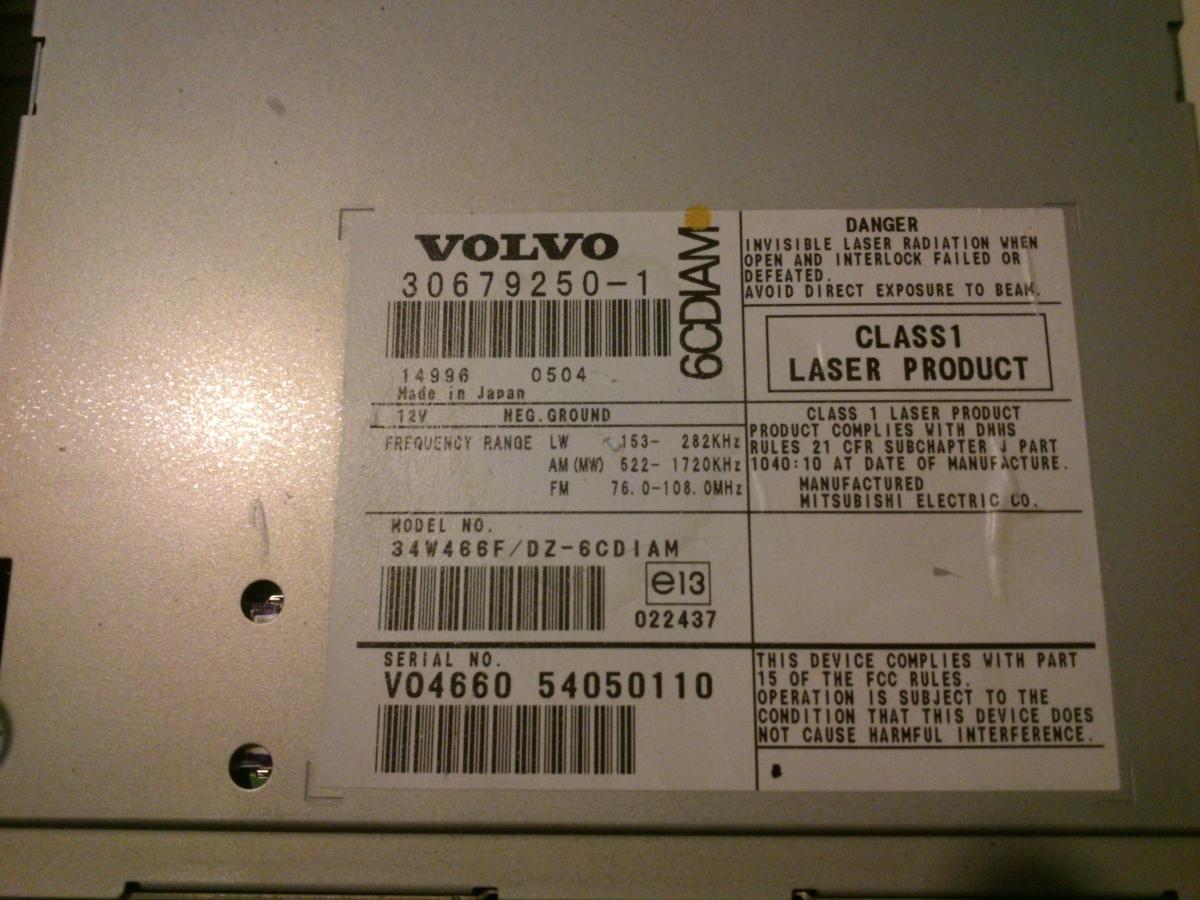 VOLVO
30679250-1
6CDIAM
14996 0504
Made in Japan
12V NEG.GROUND
FREQUENCY RANGE LW 153- 282KHz
AM(MW) 522- 1720KHz
FM 76.0-108.0MHz
MODEL NO.
34W466F/DZ-6CDIAM
e13
022437
SERIAL NO.
VO4660 54050110
DANGER
INVISIBLE LASER RADIATION WHEN
OPEN AND INTERLOCK FAILED OR
DEFEATED.
AVOID DIRECT EXPOSURE TO BEAM.
CLASS1
LASER PRODUCT
CLASS 1 LASER PRODUCT
PRODUCT COMPLIES WITH DHHS
RULES 21 CFR SUBCHAPTER J PART
1040:10 AT DATE OF MANUFACTURE.
MANUFACTURED
MITSUBISHI ELECTRIC CO.
THIS DEVICE COMPLIES WITH PART
15 OF THE FCC RULES.
OPERATION IS SUBJECT TO THE
CONDITION THAT THIS DEVICE DOES
NOT CAUSE HARMFUL INTERFERENCE.